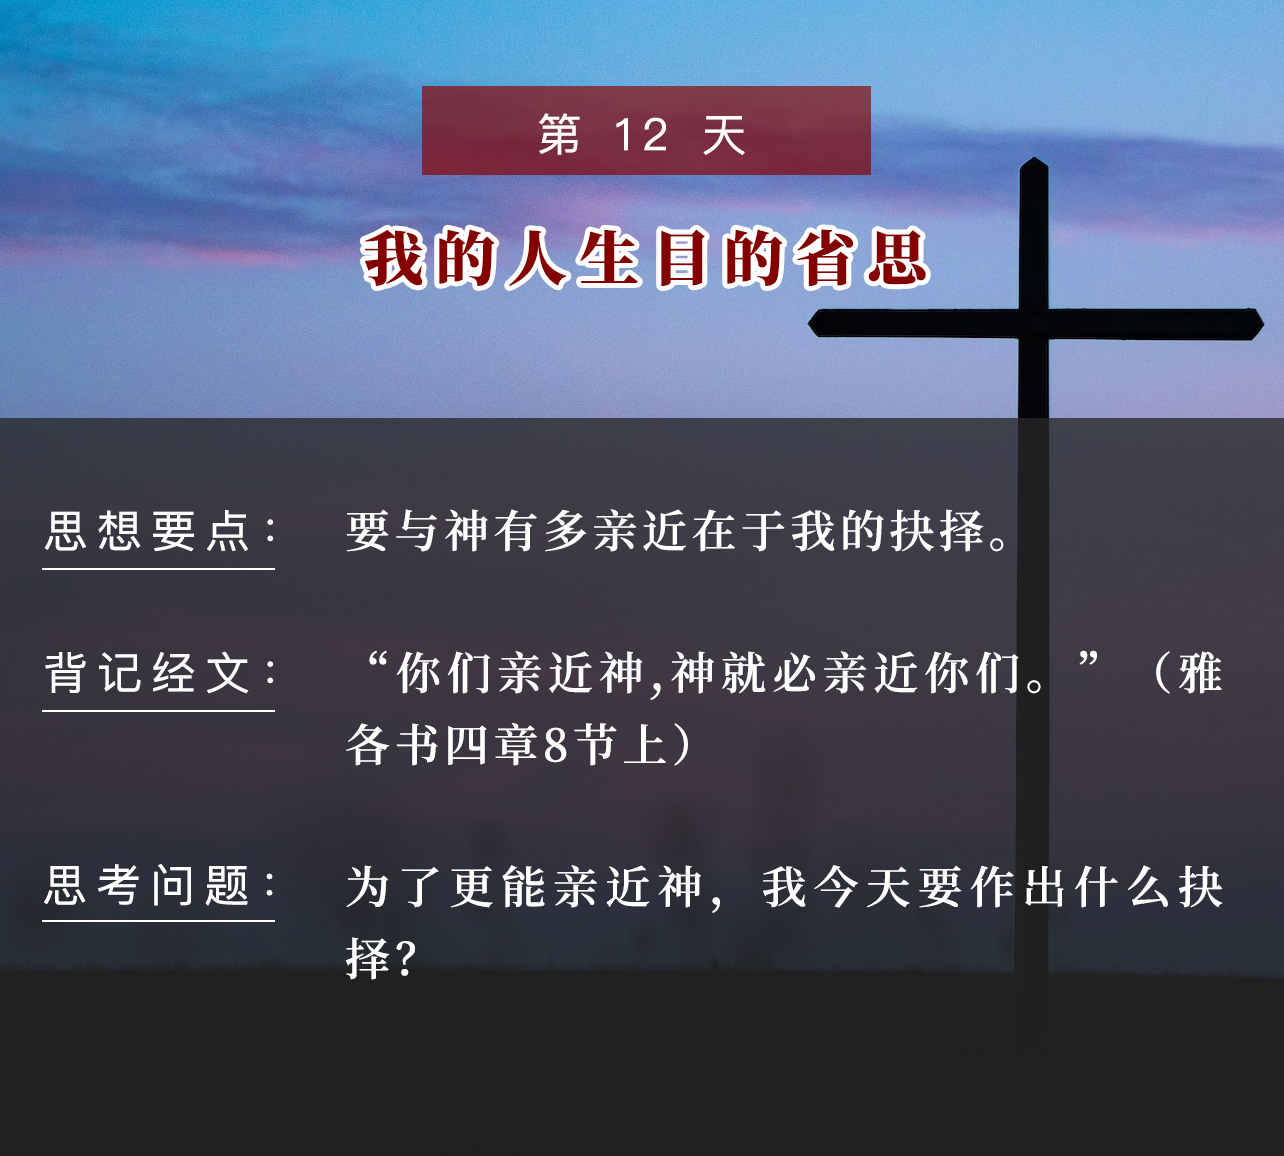 第 12 天
我的人生目的省思
思想要点： 要与神有多亲近在于我的抉择。
背记经文： “你们亲近神,神就必亲近你们。”（雅
各书四章8节上）
思考问题： 为了更能亲近神，我今天要作出什么抉
择？